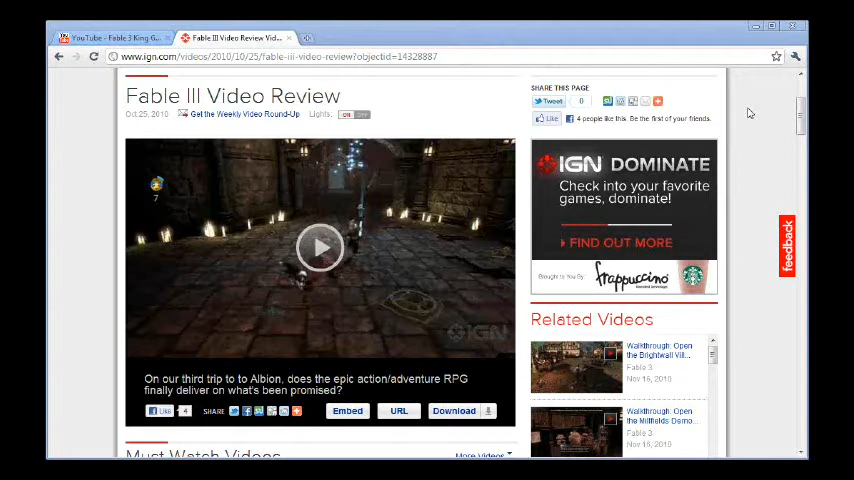 YouTube - Fable 3 King G...
Fable III Video Review Vid...
www.ign.com/videos/2010/10/25/fable-iii-video-review?objectid=14328887
Fable III Video Review
Oct 25, 2010
Get the Weekly Video Round-Up
Lights:
ON
OFF
SHARE THIS PAGE
Tweet
0
Like
4 people like this. Be the first of your friends.
7
IGN
IGN DOMINATE
Check into your favorite
games, dominate!
FIND OUT MORE
Brought to You By:
frappuccino
feedback
Related Videos
Walkthrough: Open
the Brightwall Vill...
Fable 3
Nov 16, 2010
Walkthrough: Open
the Millfields Demo...
Fable 3
Nov 16, 2010
On our third trip to to Albion, does the epic action/adventure RPG
finally deliver on what's been promised?
Like
4
SHARE
Embed
URL
Download
Must Watch Videos
More Videos